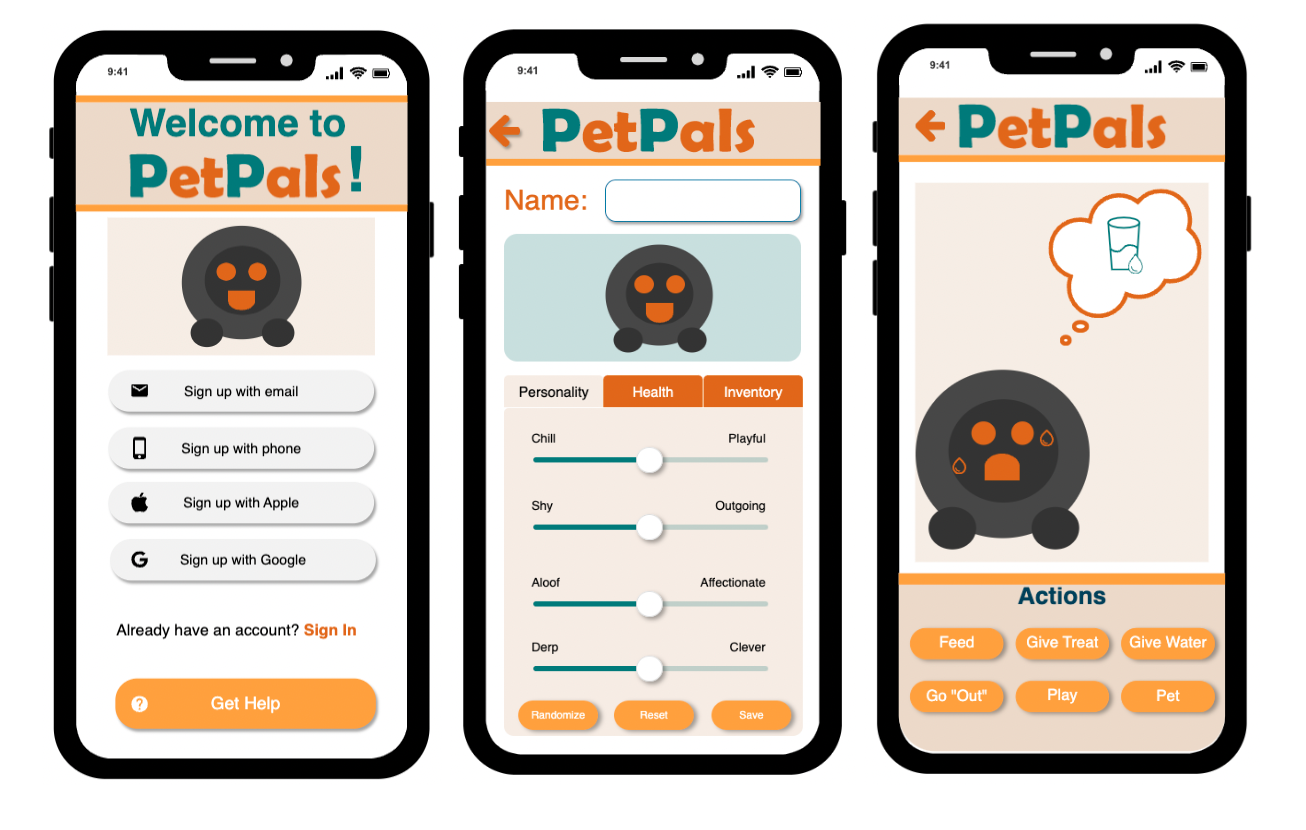 9:41
Welcome to
PetPals!
Sign up with email
Sign up with phone
Sign up with Apple
G Sign up with Google
Already have an account? Sign In
? Get Help
9:41
PetPals
Name:
Personality Health Inventory
Chill Playful
Shy Outgoing
Aloof Affectionate
Derp Clever
Randomize Reset Save
9:41
PetPals
Actions
Feed Give Treat Give Water
Go "Out" Play Pet